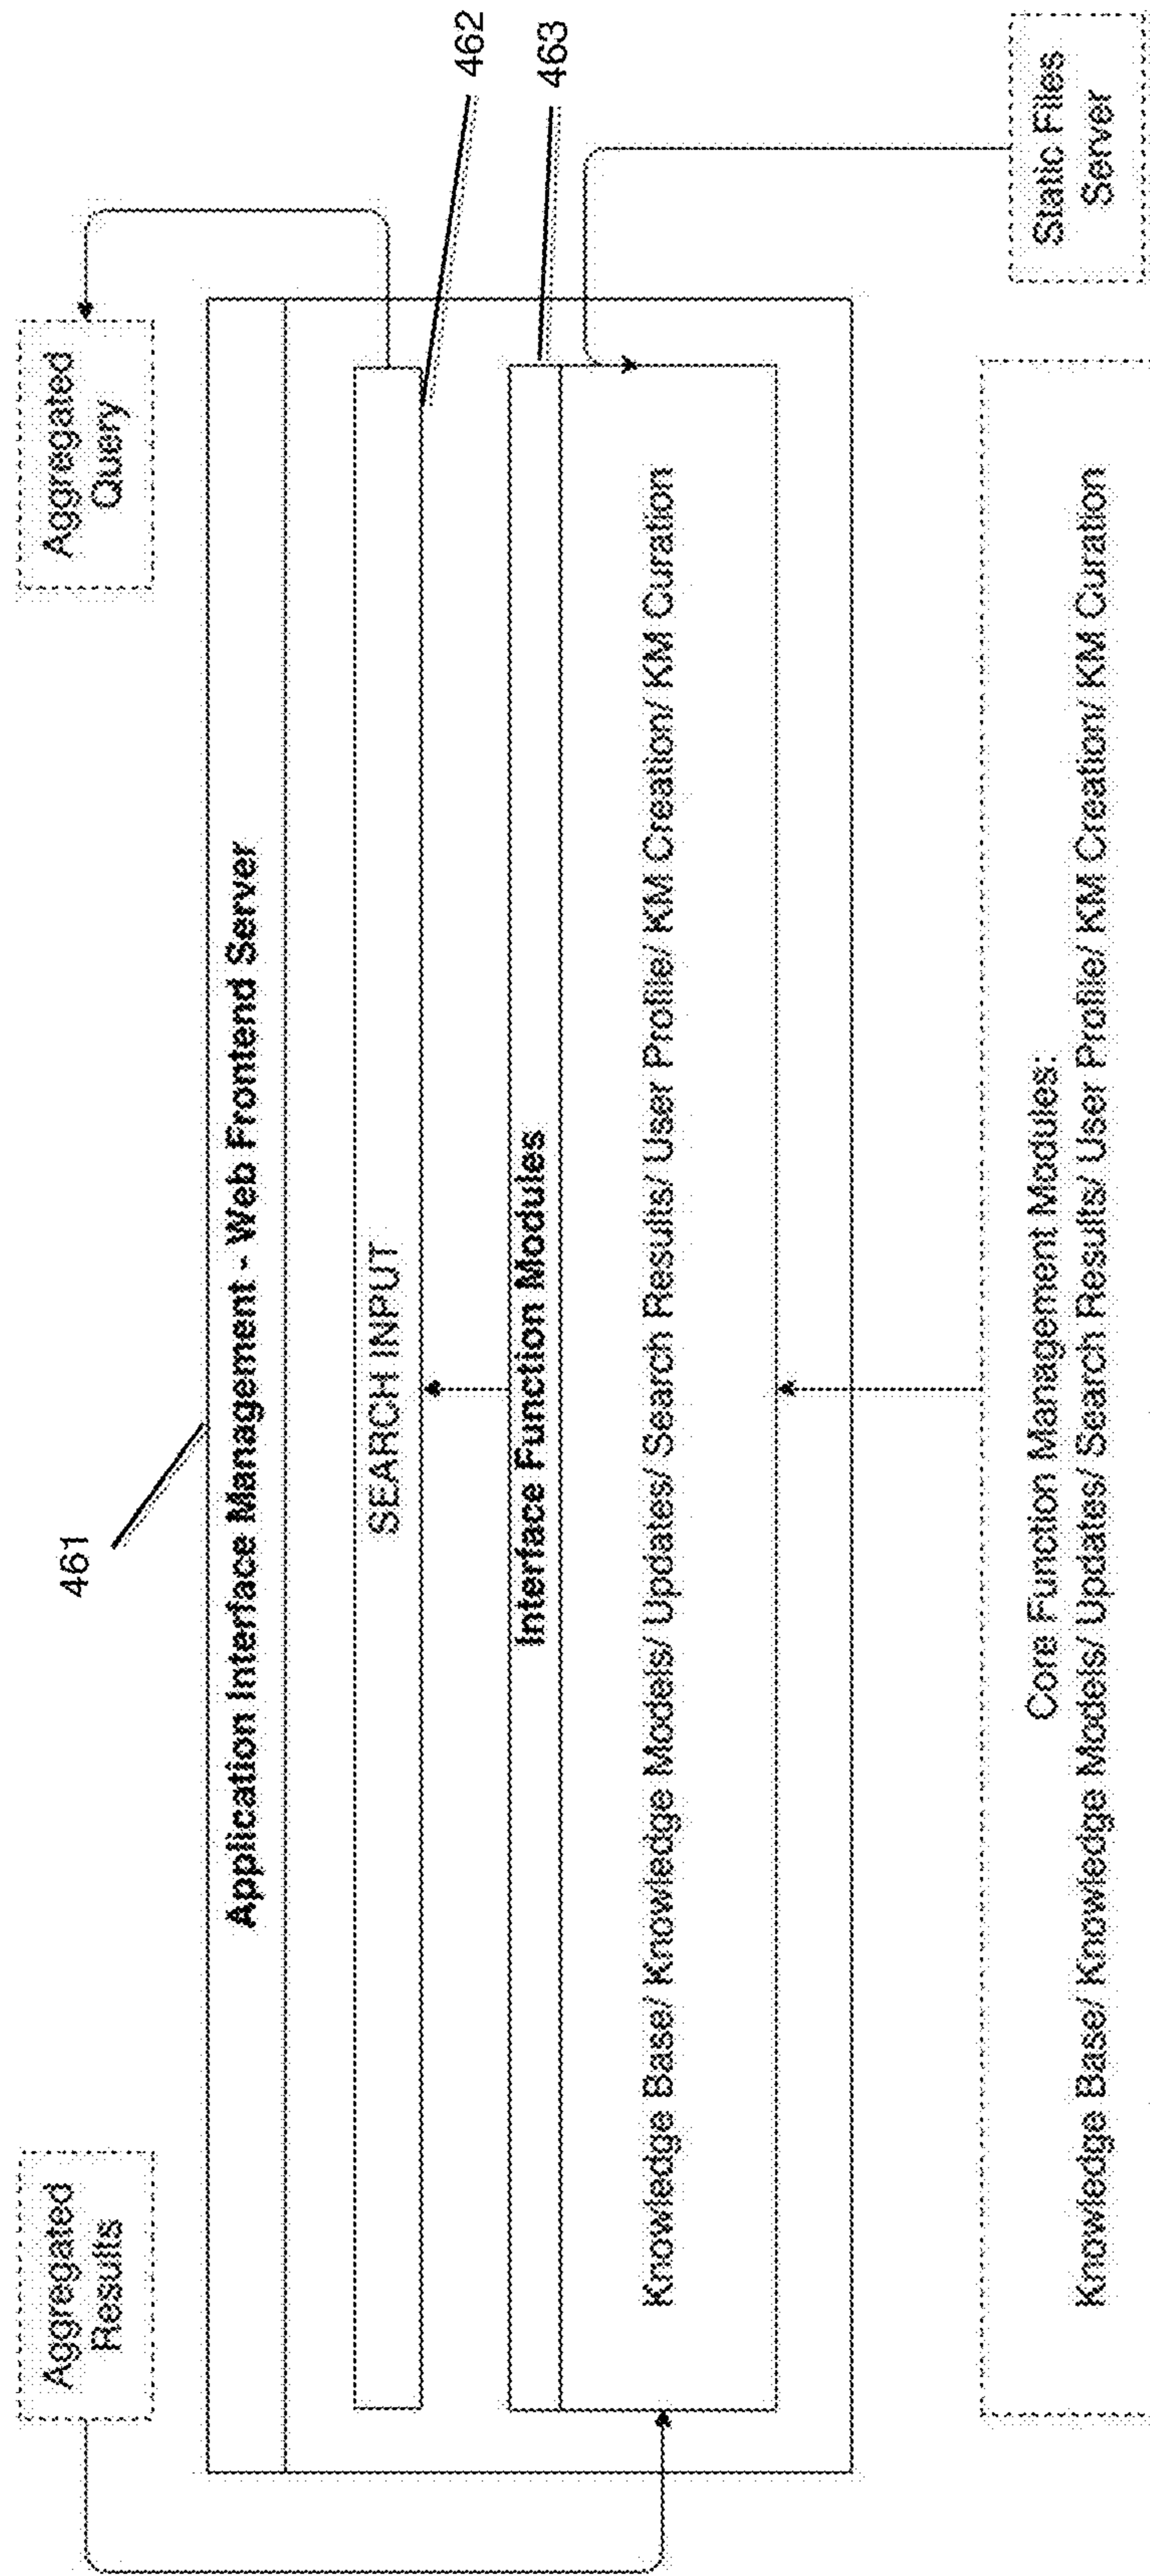 Aggregated
Results
Aggregated
Query
461
Application Interface Management - Web Frontend Server
SEARCH INPUT
462
Interface Function Modules
463
Knowledge Base/ Knowledge Models/ Updates/ Search Results/ User Profile/ KM Creation/ KM Curation
Core Function Management Modules:
Knowledge Base/ Knowledge Models/ Updates/ Search Results/ User Profile/ KM Creation/ KM Curation
Static Files
Server